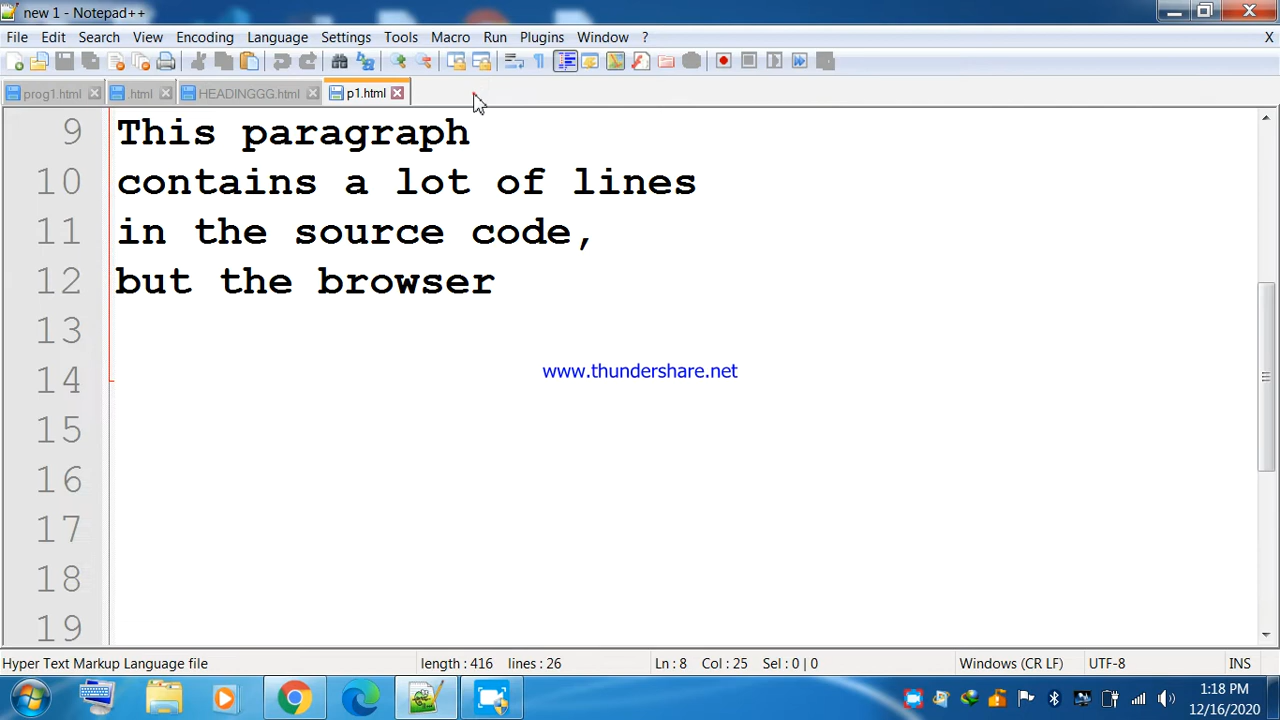 new 1 - Notepad++
File Edit Search View Encoding Language Settings Tools Macro Run Plugins Window ? X
prog1.html .html HEADINGGG.html p1.html
9 This paragraph
10 contains a lot of lines
11 in the source code,
12 but the browser
13
www.thundershare.net
14
15
16
17
18
19
Hyper Text Markup Language file length : 416 lines : 26 Ln : 8 Col : 25 Sel : 0 | 0 Windows (CR LF) UTF-8 INS
1:18 PM
12/16/2020